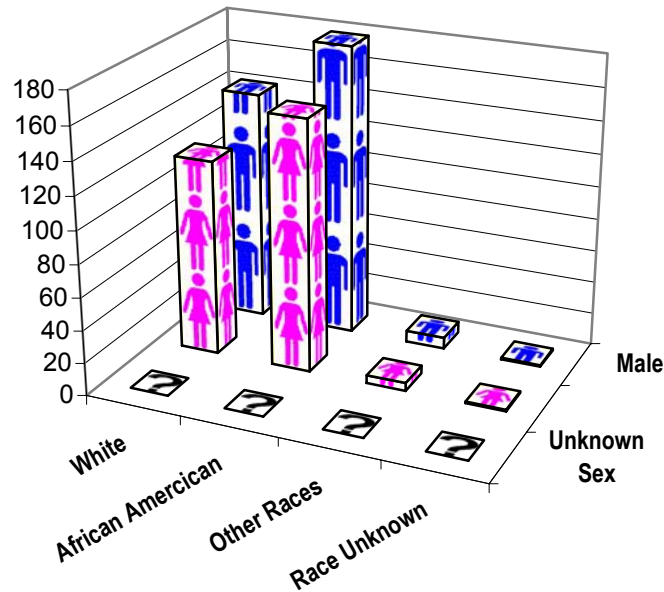 180
160
140
120
100
80
60
40
20
0
White
African Amercican
Other Races
Race Unknown
Male
Unknown
Sex
?
?
?
?